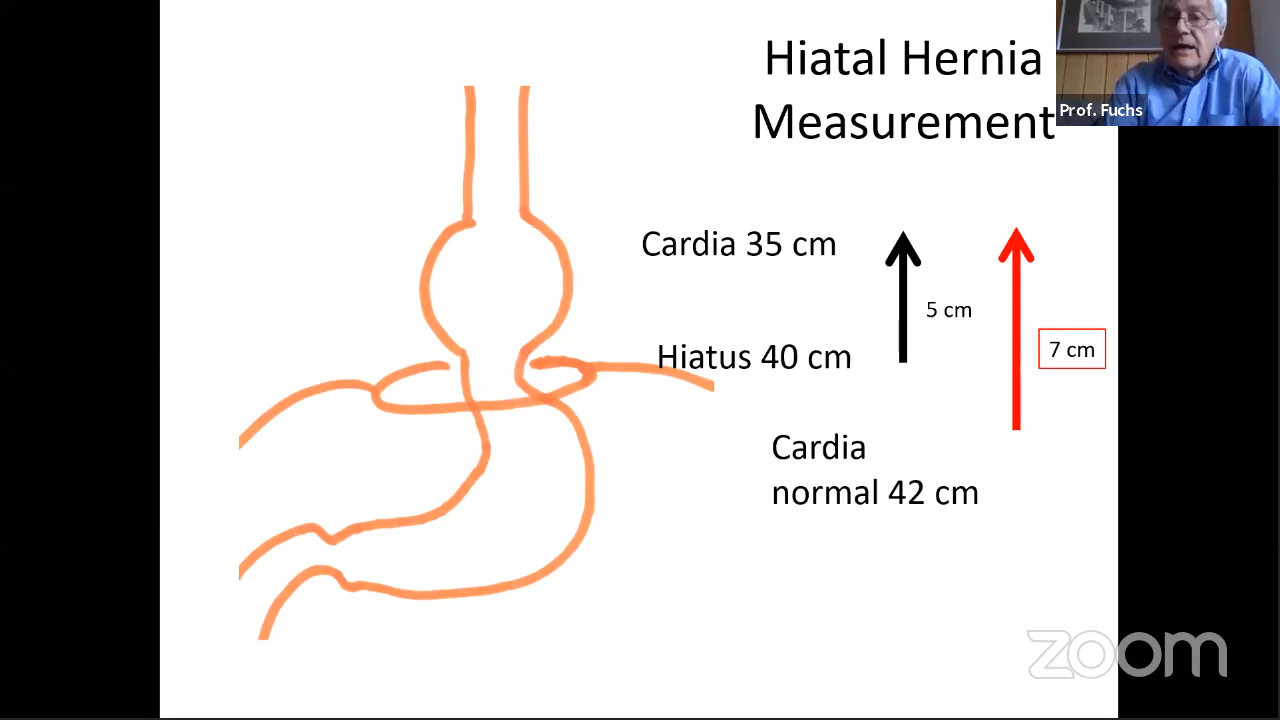 Hiatal Hernia
Measurement
Prof. Fuchs
Cardia 35 cm
5 cm
Hiatus 40 cm
7 cm
Cardia
normal 42 cm
zoom